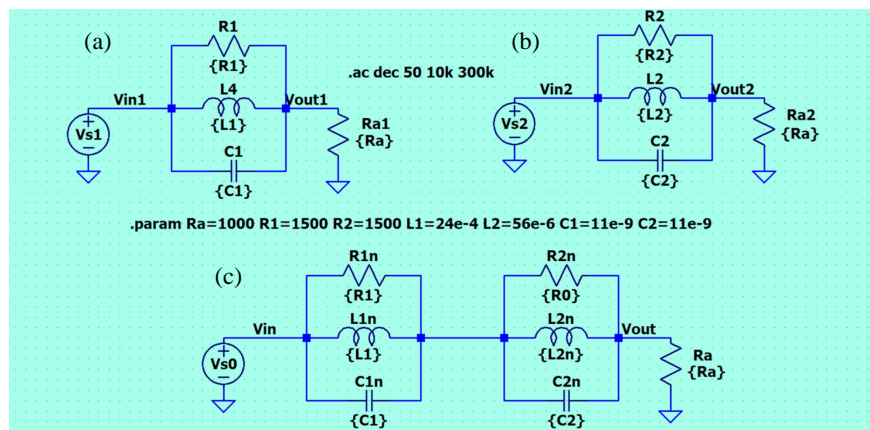 (a)
R1
{R1}
(b)
R2
{R2}
.ac dec 50 10k 300k
Vin1
L4
{L1}
Vout1
Vin2
L2
{L2}
Vout2
Vs1
Ra1
{Ra}
Vs2
Ra2
{Ra}
C1
{C1}
C2
{C2}
.param Ra=1000 R1=1500 R2=1500 L1=24e-4 L2=56e-6 C1=11e-9 C2=11e-9
(c)
R1n
{R1}
R2n
{R0}
Vin
L1n
{L1}
L2n
{L2n}
Vout
Vs0
Ra
{Ra}
C1n
{C1}
C2n
{C2}